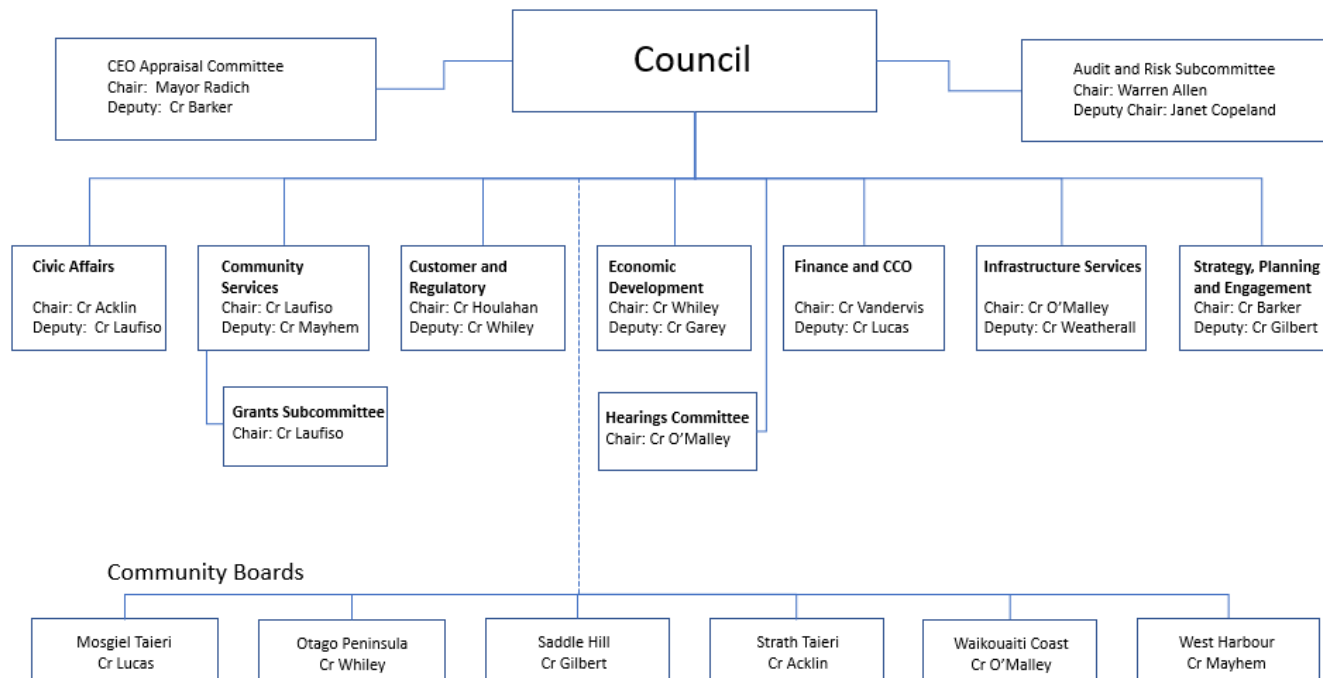 Council
CEO Appraisal Committee
Chair: Mayor Radich
Deputy: Cr Barker
Audit and Risk Subcommittee
Chair: Warren Allen
Deputy Chair: Janet Copeland
Civic Affairs
Chair: Cr Acklin
Deputy: Cr Laufiso
Community
Services
Chair: Cr Laufiso
Deputy: Cr Mayhem
Customer and
Regulatory
Chair: Cr Houlahan
Deputy: Cr Whiley
Economic
Development
Chair: Cr Whiley
Deputy: Cr Garey
Finance and CCO
Chair: Cr Vandervis
Deputy: Cr Lucas
Infrastructure Services
Chair: Cr O’Malley
Deputy: Cr Weatherall
Strategy, Planning
and Engagement
Chair: Cr Barker
Deputy: Cr Gilbert
Grants Subcommittee
Chair: Cr Laufiso
Hearings Committee
Chair: Cr O’Malley
Community Boards
Mosgiel Taieri
Cr Lucas
Otago Peninsula
Cr Whiley
Saddle Hill
Cr Gilbert
Strath Taieri
Cr Acklin
Waikouaiti Coast
Cr O’Malley
West Harbour
Cr Mayhem